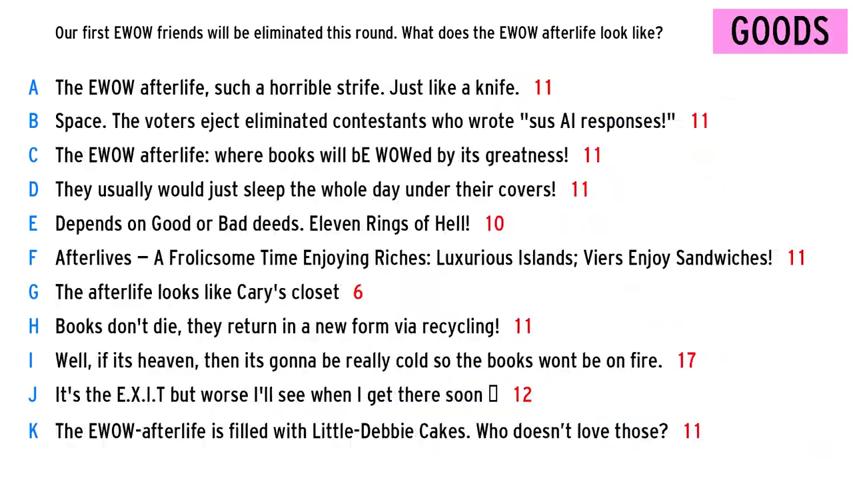 Our first EWOW friends will be eliminated this round. What does the EWOW afterlife look like?
GOODS
A The EWOW afterlife, such a horrible strife. Just like a knife. 11
B Space. The voters eject eliminated contestants who wrote "sus AI responses!" 11
C The EWOW afterlife: where books will bE WOWed by its greatness! 11
D They usually would just sleep the whole day under their covers! 11
E Depends on Good or Bad deeds. Eleven Rings of Hell! 10
F Afterlives – A Frolicsome Time Enjoying Riches: Luxurious Islands; Viers Enjoy Sandwiches! 11
G The afterlife looks like Cary's closet 6
H Books don't die, they return in a new form via recycling! 11
I Well, if its heaven, then its gonna be really cold so the books wont be on fire. 17
J It's the E.X.I.T but worse I'll see when I get there soon ▯ 12
K The EWOW-afterlife is filled with Little-Debbie Cakes. Who doesn’t love those? 11